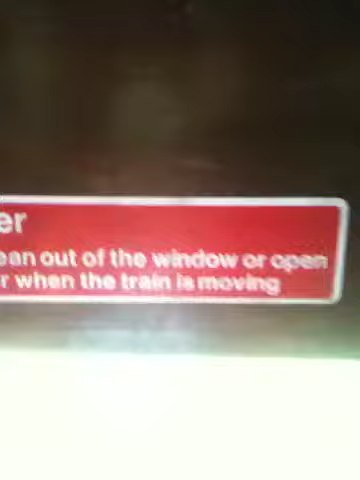 er
ean out of the window or open
r when the train is moving